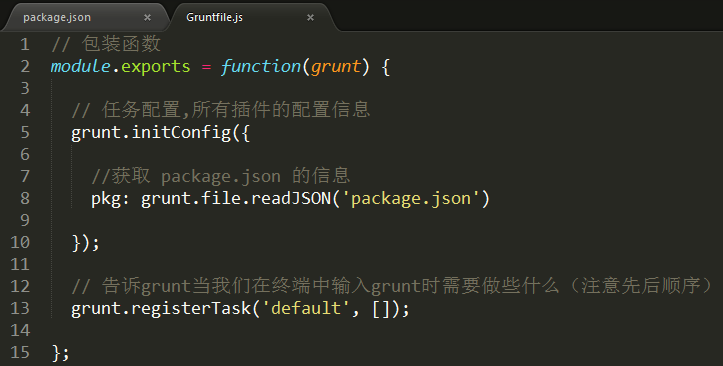 package.json × Gruntfile.js ×
1 // 包装函数
2 module.exports = function(grunt) {
3
4   // 任务配置,所有插件的配置信息
5   grunt.initConfig({
6
7     //获取 package.json 的信息
8     pkg: grunt.file.readJSON('package.json')
9
10   });
11
12   // 告诉grunt当我们在终端中输入grunt时需要做些什么（注意先后顺序）
13   grunt.registerTask('default', []);
14
15 };